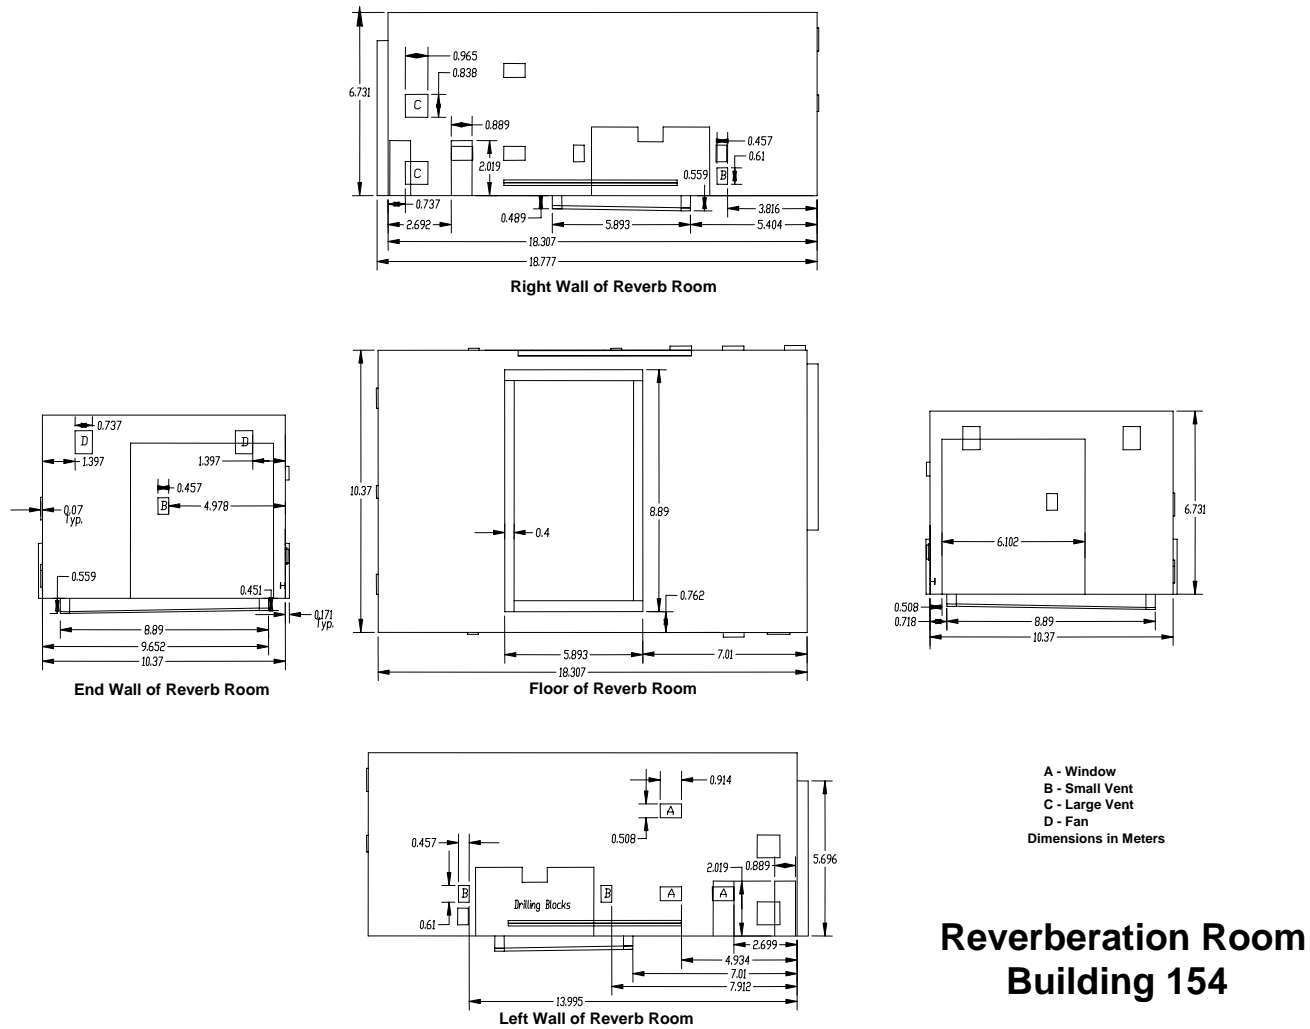 0.965
0.838
6.731
C
0.889
0.457
0.61
2.019
C
0.559
B
0.737
0.489
3.816
2.692
5.893
5.404
18.307
18.777
Right Wall of Reverb Room
0.737
D
D
1.397
1.397
0.457
B
4.978
0.07
Typ.
0.559
0.451
0.171
Typ.
8.89
9.652
10.37
End Wall of Reverb Room
10.37
8.89
0.4
0.762
5.893
7.01
18.307
Floor of Reverb Room
6.731
6.102
0.508
0.718
8.89
10.37
0.914
A
0.508
0.457
5.696
2.019
0.889
B
B
A
A
Drilling Blocks
0.61
2.699
4.934
7.01
7.912
13.995
Left Wall of Reverb Room
A - Window
B - Small Vent
C - Large Vent
D - Fan
Dimensions in Meters
Reverberation Room
Building 154